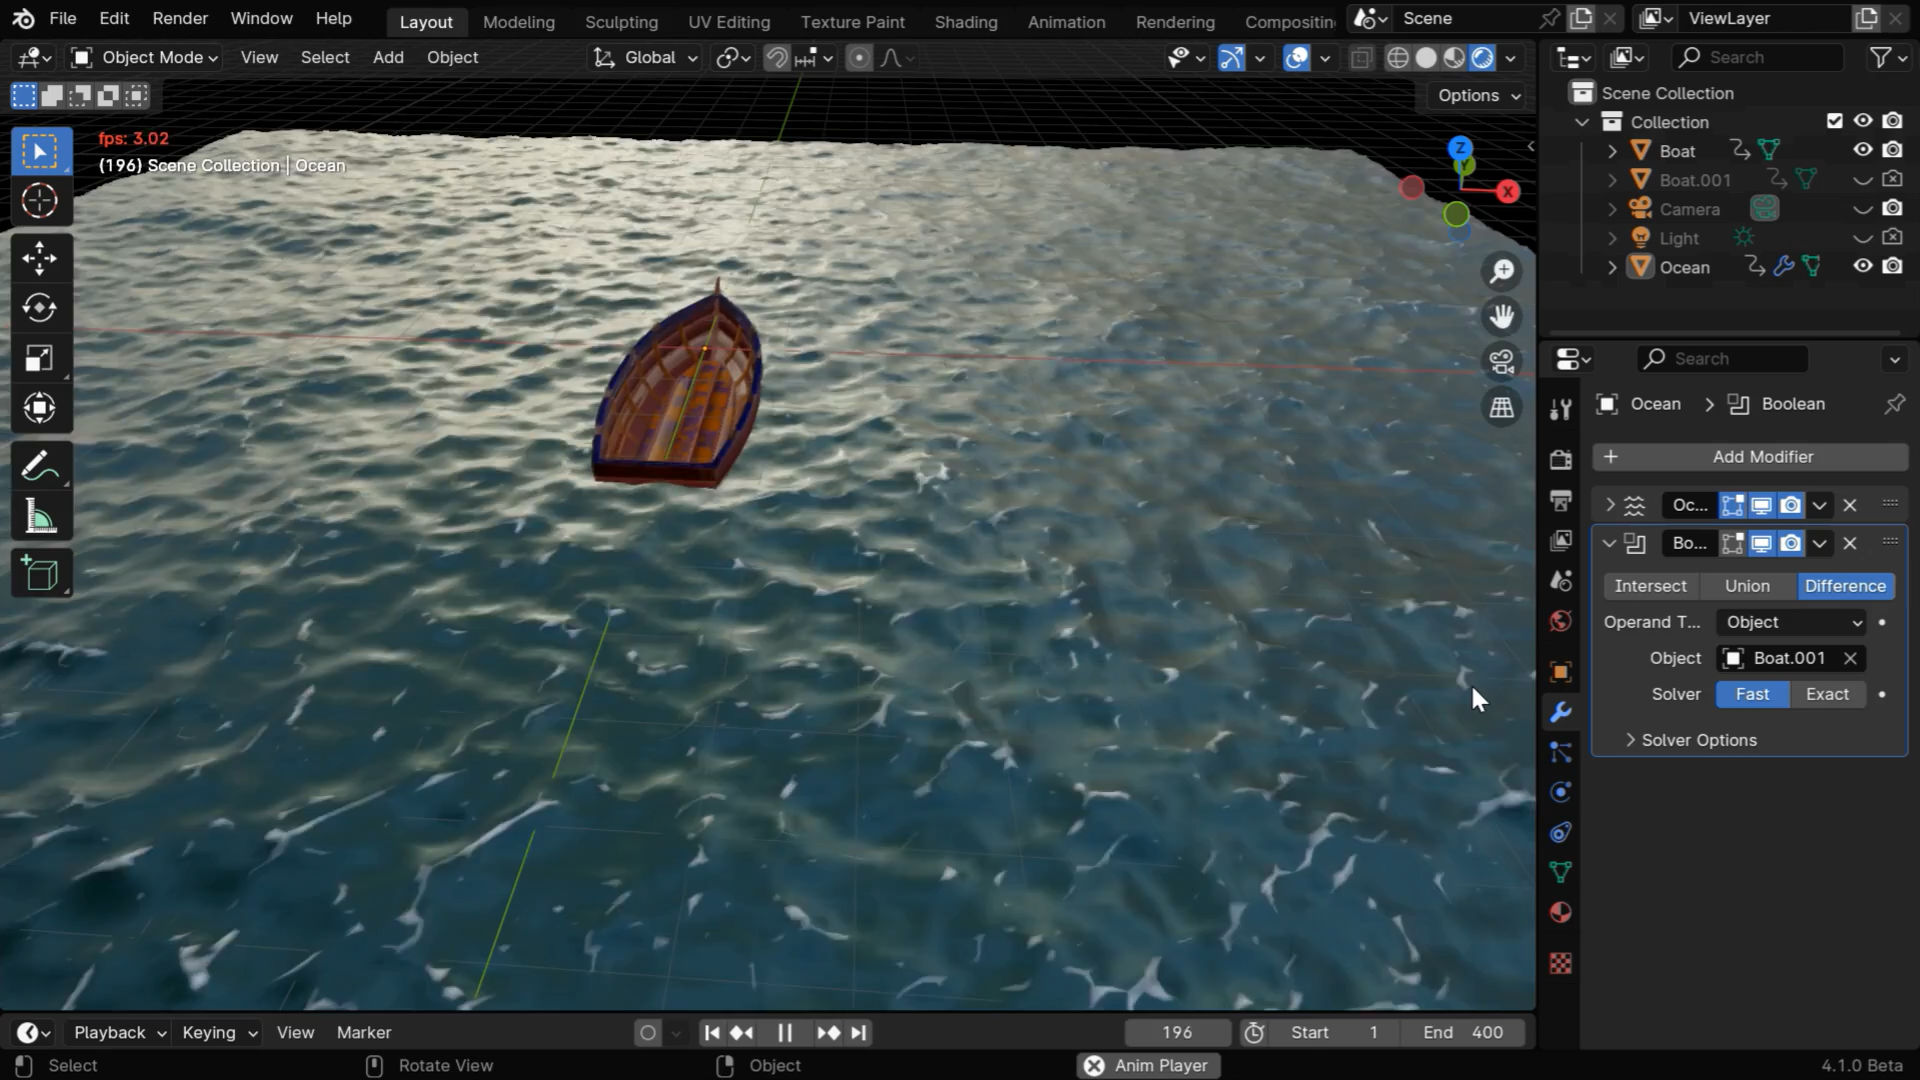 File Edit Render Window Help Layout Modeling Sculpting UV Editing Texture Paint Shading Animation Rendering Compositin Scene ViewLayer
Object Mode View Select Add Object Global Search
Options
fps: 3.02
(196) Scene Collection | Ocean
Z
Y
X
Scene Collection
Collection
Boat
Boat.001
Camera
Light
Ocean
Search
Ocean > Boolean
+ Add Modifier
Oc...
Bo...
Intersect Union Difference
Operand T... Object
Object Boat.001
Solver Fast Exact
Solver Options
Playback Keying View Marker 196 Start 1 End 400
Select Rotate View Object Anim Player 4.1.0 Beta